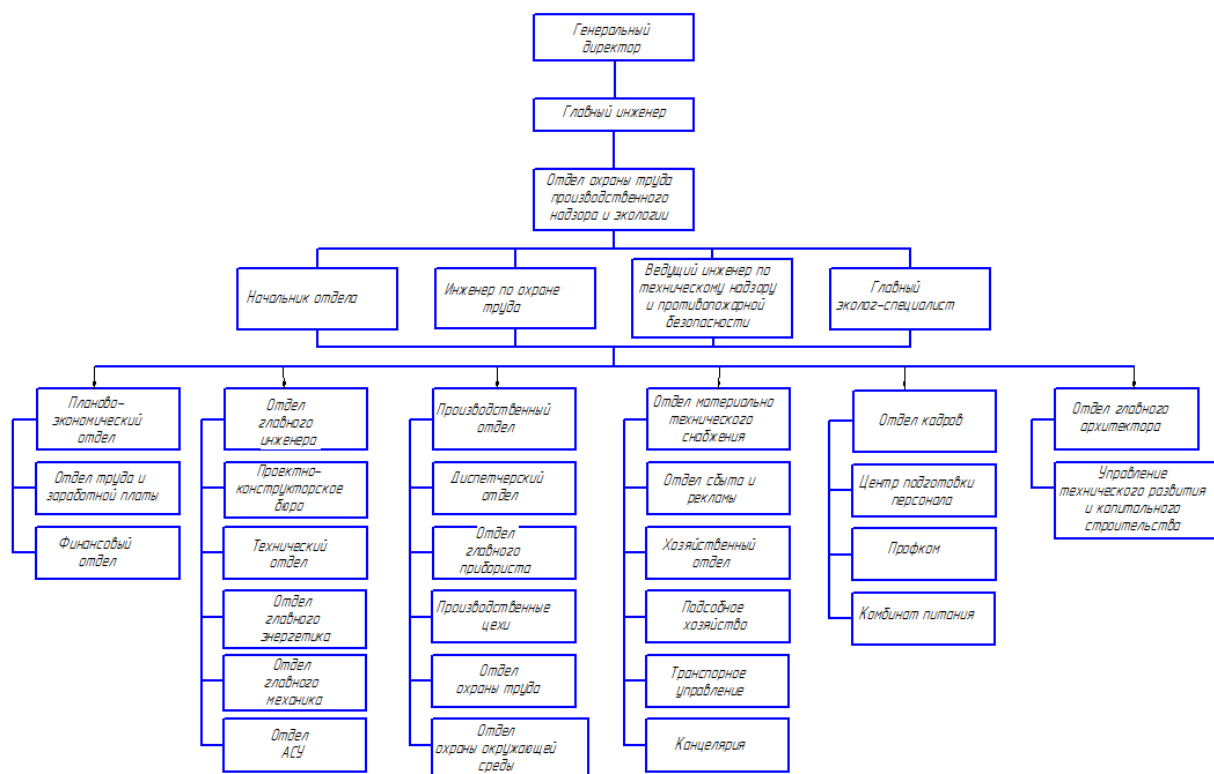 Генеральный
директор
Главный инженер
Отдел охраны труда
производственного
надзора и экологии
Начальник отдела
Инженер по охране
труда
Ведущий инженер по
техническому надзору
и противопожарной
безопасности
Главный
эколог-специалист
Планово-
экономический
отдел
Отдел
главного
инженера
Производственный
отдел
Отдел материально
технического
снабжения
Отдел кадров
Отдел главного
архитектора
Отдел труда и
заработной платы
Проектно-
конструкторское
бюро
Диспетчерский
отдел
Отдел сбыта и
рекламы
Центр подготовки
персонала
Управление
технического развития
и капитального
строительства
Финансовый
отдел
Технический
отдел
Отдел
главного
прибориста
Хозяйственный
отдел
Профком
Отдел
главного
энергетика
Производственные
цехи
Подсобное
хозяйство
Комбинат питания
Отдел
главного
механика
Отдел
охраны труда
Транспорное
управление
Отдел
АСУ
Отдел
охраны окружающей
среды
Канцелярия